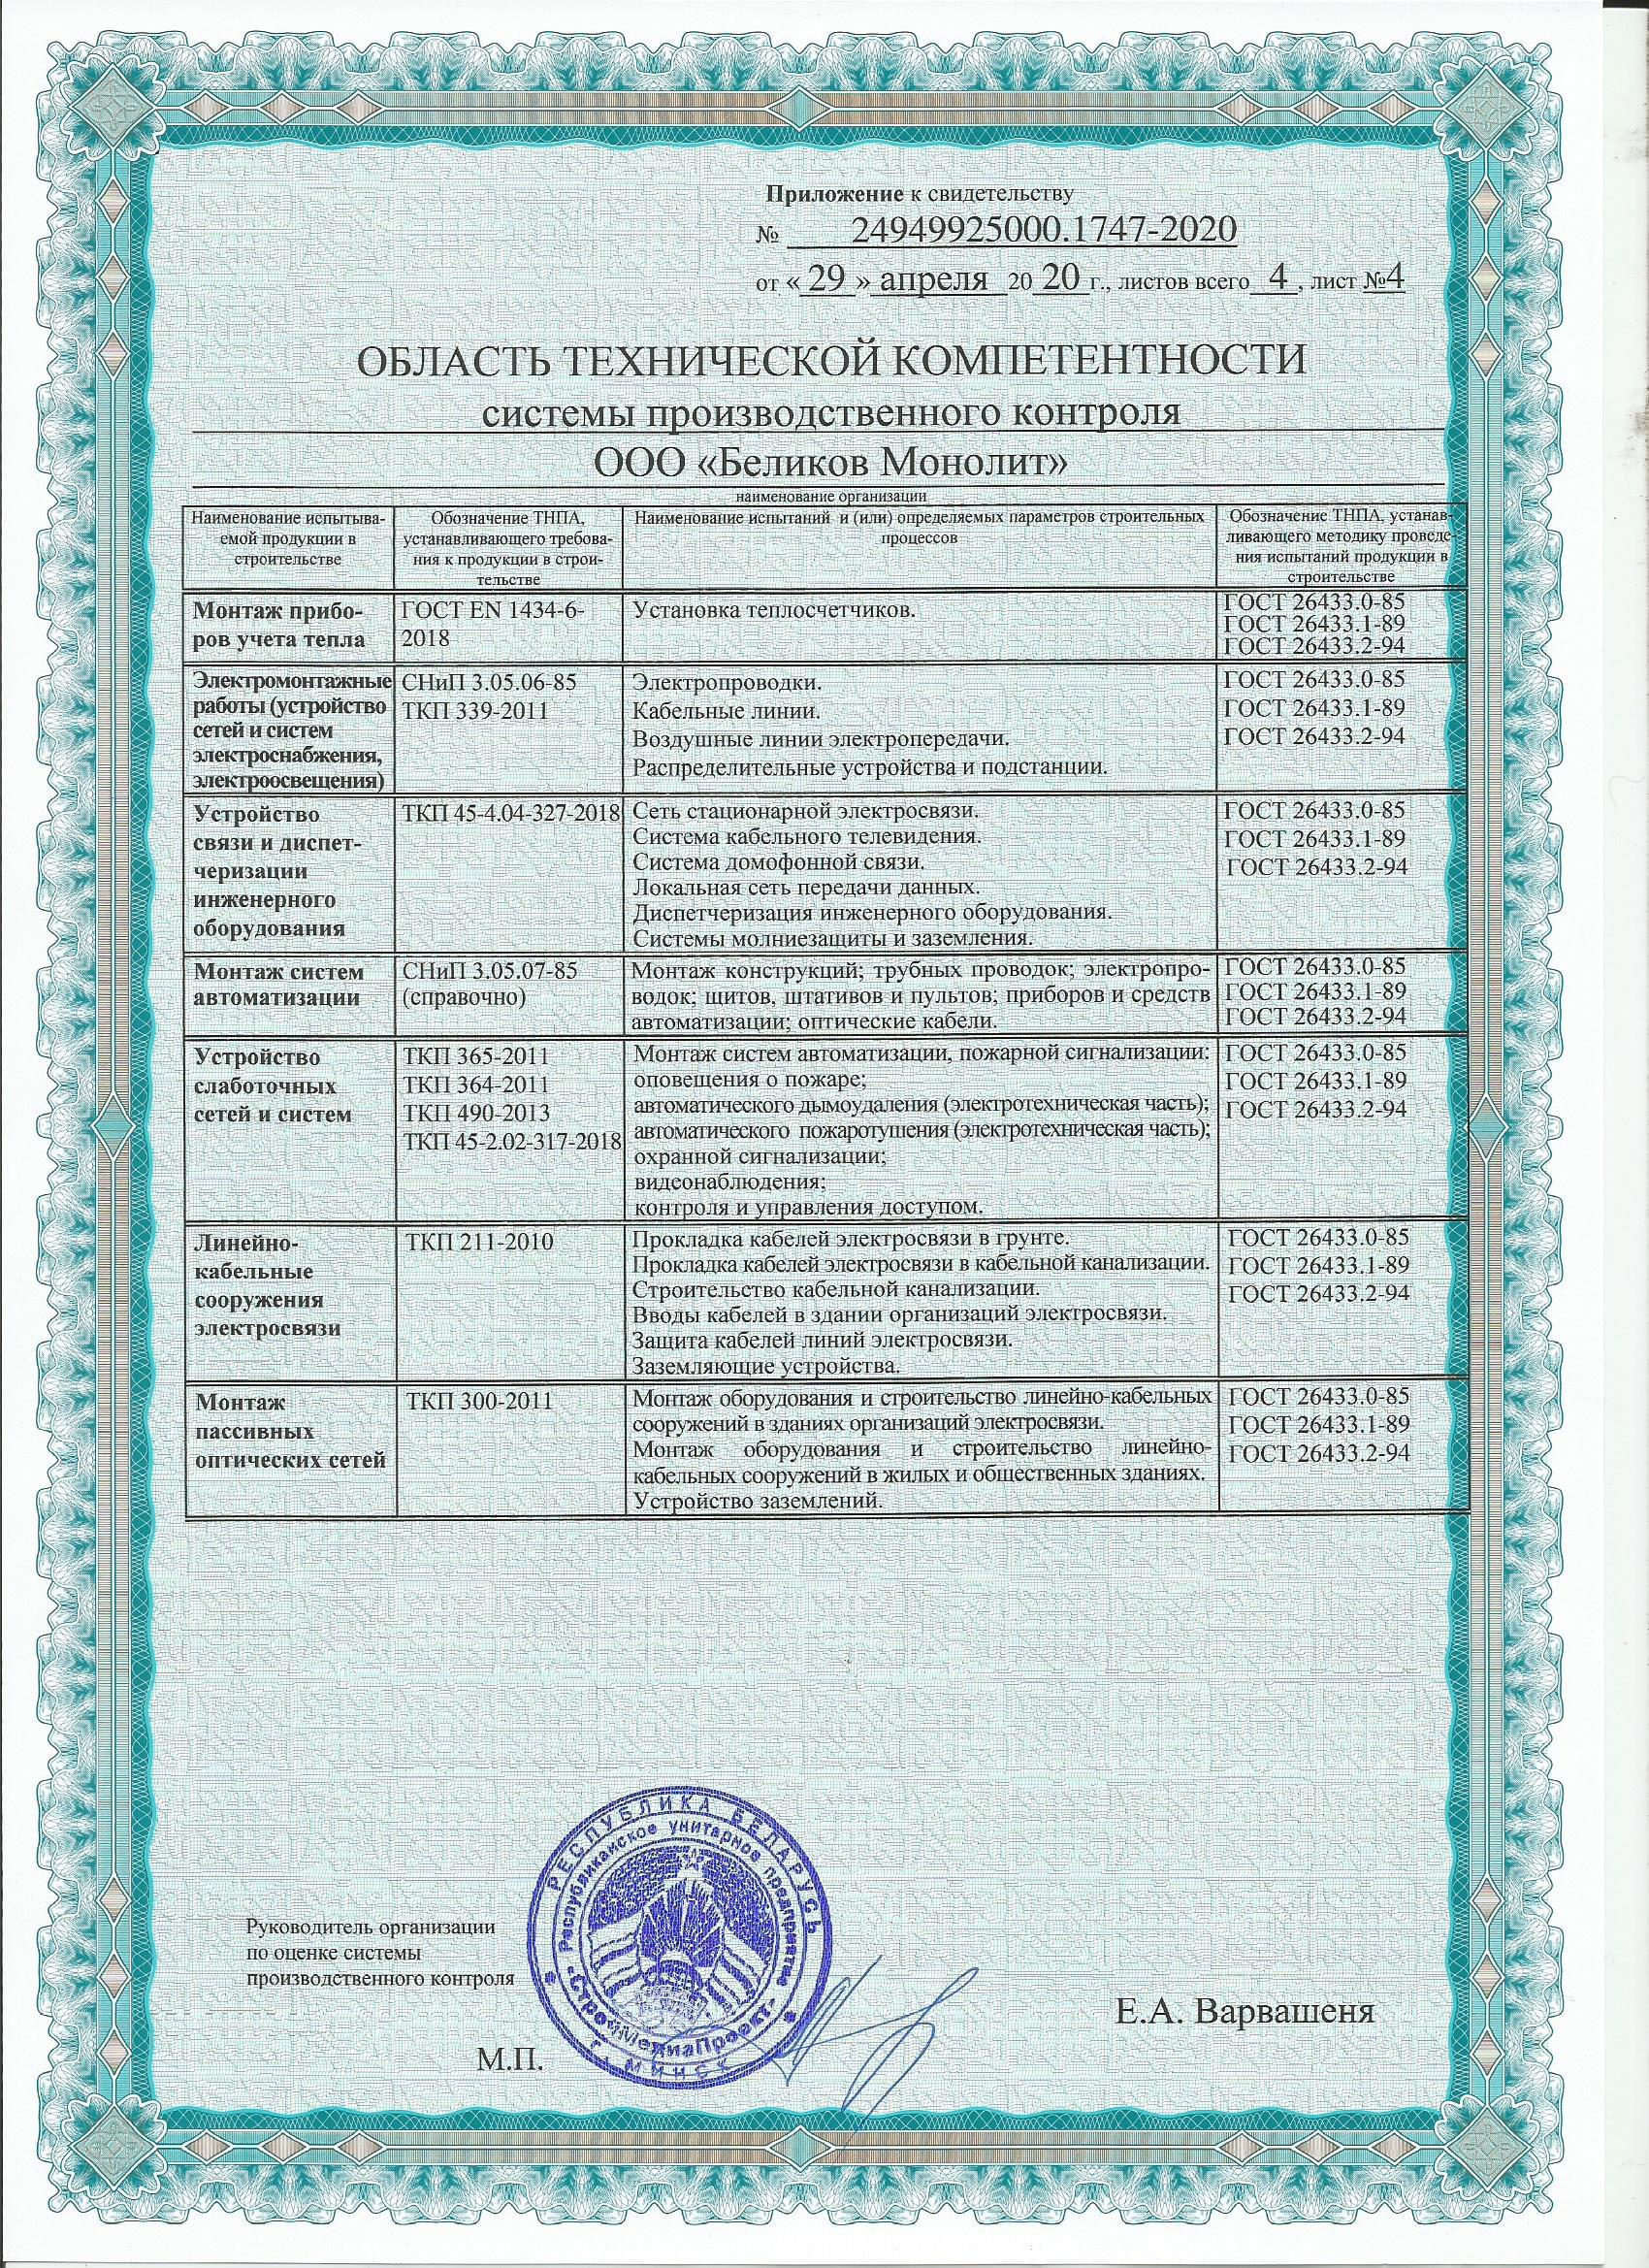 Приложение к свидетельству
№ 24949925000.1747-2020
от «29» апреля 2020 г., листов всего 4, лист №4
ОБЛАСТЬ ТЕХНИЧЕСКОЙ КОМПЕТЕНТНОСТИ
системы производственного контроля
ООО «Беликов Монолит»
наименование организации
Наименование испытыва-
емой продукции в
строительстве
Обозначение ТНПА,
устанавливающего требова-
ния к продукции в строи-
тельстве
Наименование испытаний и (или) определяемых параметров строительных
процессов
Обозначение ТНПА, устанав-
ливающего методику проведе-
ния испытаний продукции в
строительстве
Монтаж прибо-
ров учета тепла
ГОСТ EN 1434-6-
2018
Установка теплосчетчиков.
ГОСТ 26433.0-85
ГОСТ 26433.1-89
ГОСТ 26433.2-94
Электромонтажные
работы (устройство
сетей и систем
электроснабжения,
электроосвещения)
СНиП 3.05.06-85
ТКП 339-2011
Электропроводки.
Кабельные линии.
Воздушные линии электропередачи.
Распределительные устройства и подстанции.
ГОСТ 26433.0-85
ГОСТ 26433.1-89
ГОСТ 26433.2-94
Устройство
связи и диспет-
черизации
инженерного
оборудования
ТКП 45-4.04-327-2018
Сеть стационарной электросвязи.
Система кабельного телевидения.
Система домофонной связи.
Локальная сеть передачи данных.
Диспетчеризация инженерного оборудования.
Системы молниезащиты и заземления.
ГОСТ 26433.0-85
ГОСТ 26433.1-89
ГОСТ 26433.2-94
Монтаж систем
автоматизации
СНиП 3.05.07-85
(справочно)
Монтаж конструкций; трубных проводок; электропро-
водок; щитов, штативов и пультов; приборов и средств
автоматизации; оптические кабели.
ГОСТ 26433.0-85
ГОСТ 26433.1-89
ГОСТ 26433.2-94
Устройство
слаботочных
сетей и систем
ТКП 365-2011
ТКП 364-2011
ТКП 490-2013
ТКП 45-2.02-317-2018
Монтаж систем автоматизации, пожарной сигнализации;
оповещения о пожаре;
автоматического дымоудаления (электротехническая часть);
автоматического пожаротушения (электротехническая часть);
охранной сигнализации;
видеонаблюдения;
контроля и управления доступом.
ГОСТ 26433.0-85
ГОСТ 26433.1-89
ГОСТ 26433.2-94
Линейно-
кабельные
сооружения
электросвязи
ТКП 211-2010
Прокладка кабелей электросвязи в грунте.
Прокладка кабелей электросвязи в кабельной канализации.
Строительство кабельной канализации.
Вводы кабелей в здании организаций электросвязи.
Защита кабелей линий электросвязи.
Заземляющие устройства.
ГОСТ 26433.0-85
ГОСТ 26433.1-89
ГОСТ 26433.2-94
Монтаж
пассивных
оптических сетей
ТКП 300-2011
Монтаж оборудования и строительство линейно-кабельных
сооружений в зданиях организаций электросвязи.
Монтаж оборудования и строительство линейно-
кабельных сооружений в жилых и общественных зданиях.
Устройство заземлений.
ГОСТ 26433.0-85
ГОСТ 26433.1-89
ГОСТ 26433.2-94
РЕСПУБЛИКА БЕЛАРУСЬ
Республиканское унитарное предприятие
«СтройМедиаПроект»
г. МИНСК
Руководитель организации
по оценке системы
производственного контроля
Е.А. Варвашеня
М.П.